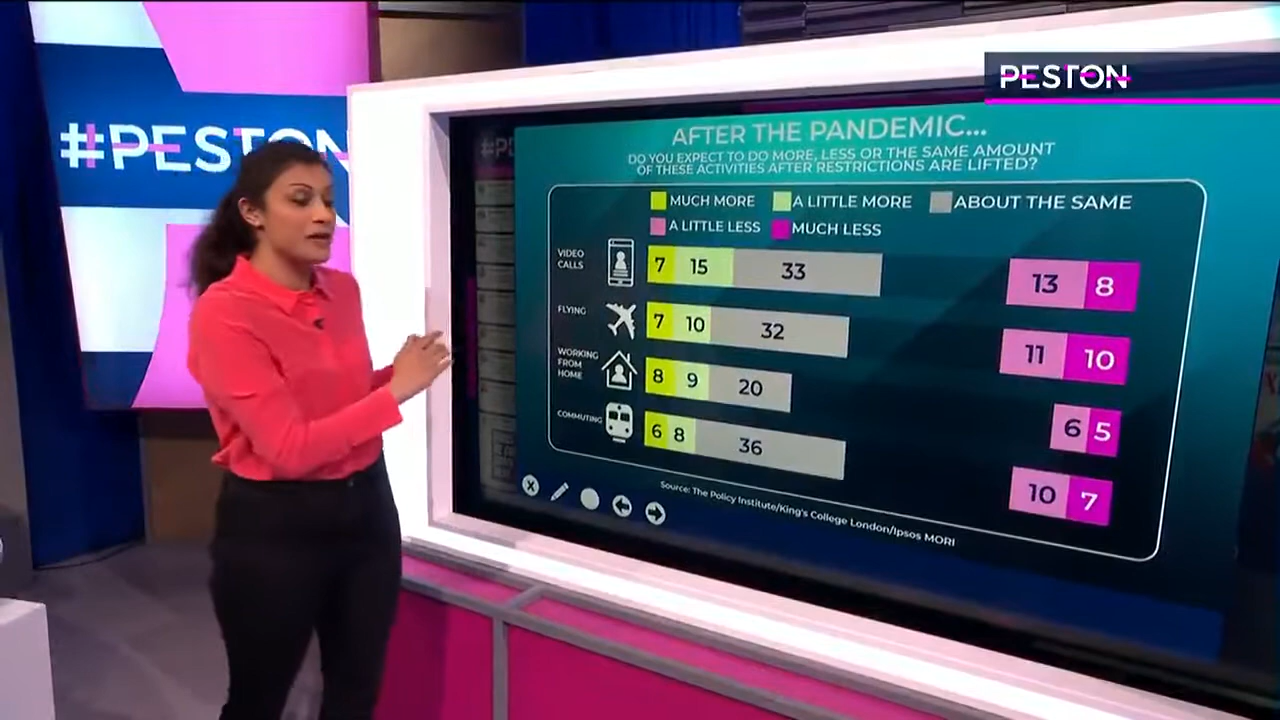 PESTON
#PESTON
#PE
AFTER THE PANDEMIC...
DO YOU EXPECT TO DO MORE, LESS OR THE SAME AMOUNT
OF THESE ACTIVITIES AFTER RESTRICTIONS ARE LIFTED?
MUCH MORE A LITTLE MORE ABOUT THE SAME
A LITTLE LESS MUCH LESS
VIDEO
CALLS
7 15 33 13 8
FLYING
7 10 32 11 10
WORKING
FROM
HOME
8 9 20 6 5
COMMUTING
6 8 36 10 7
X
Source: The Policy Institute/King's College London/Ipsos MORI